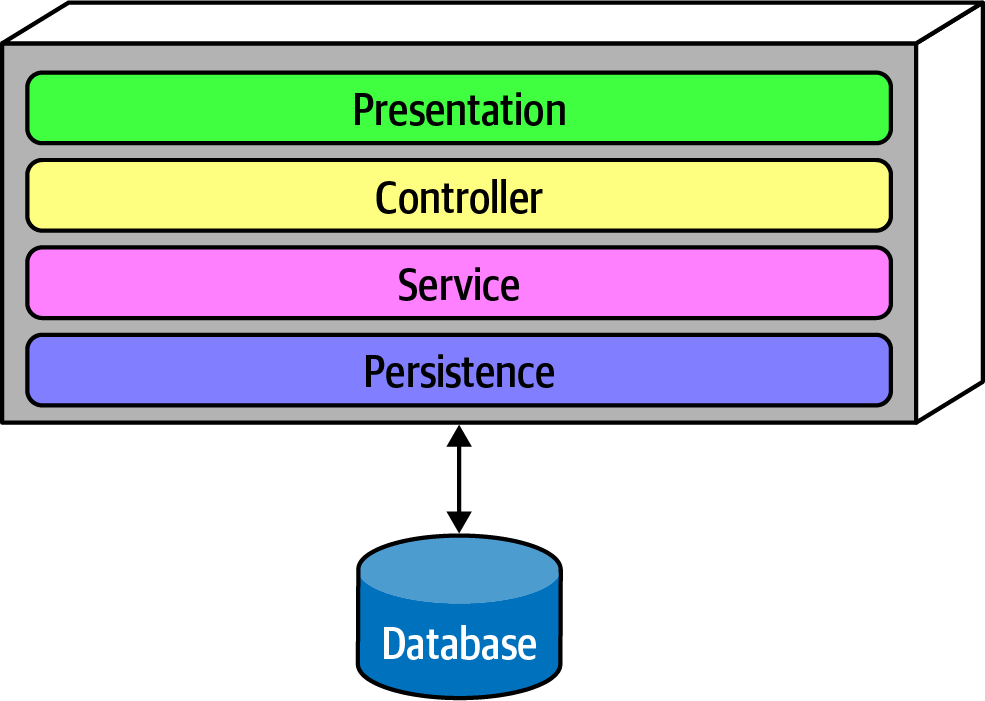 Presentation
Controller
Service
Persistence
Database